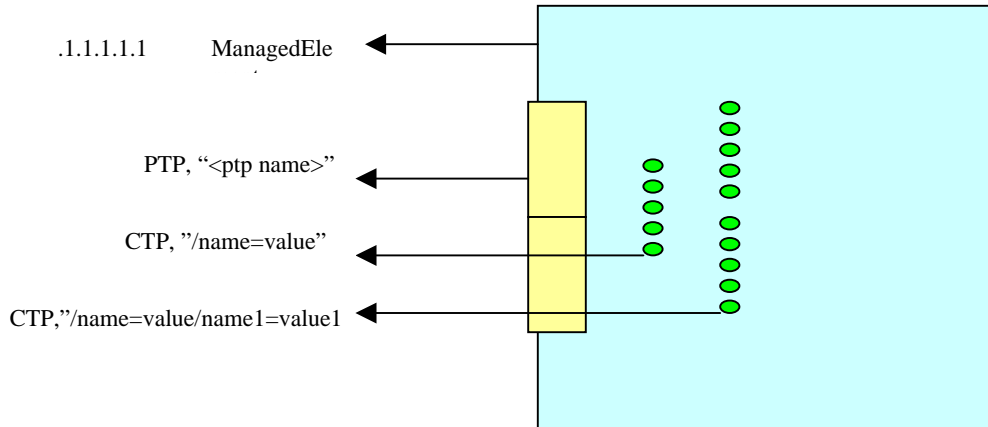 .1.1.1.1.1 ManagedEle
PTP, “<ptp name>”
CTP, ”/name=value”
CTP,”/name=value/name1=value1